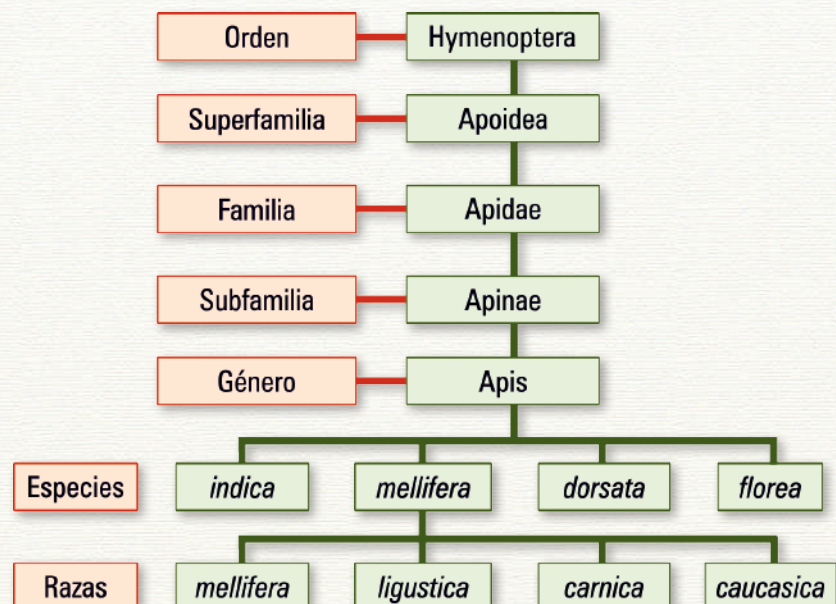 Orden Hymenoptera
Superfamilia Apoidea
Familia Apidae
Subfamilia Apinae
Género Apis
Especies indica mellifera dorsata florea
Razas mellifera ligustica carnica caucasica